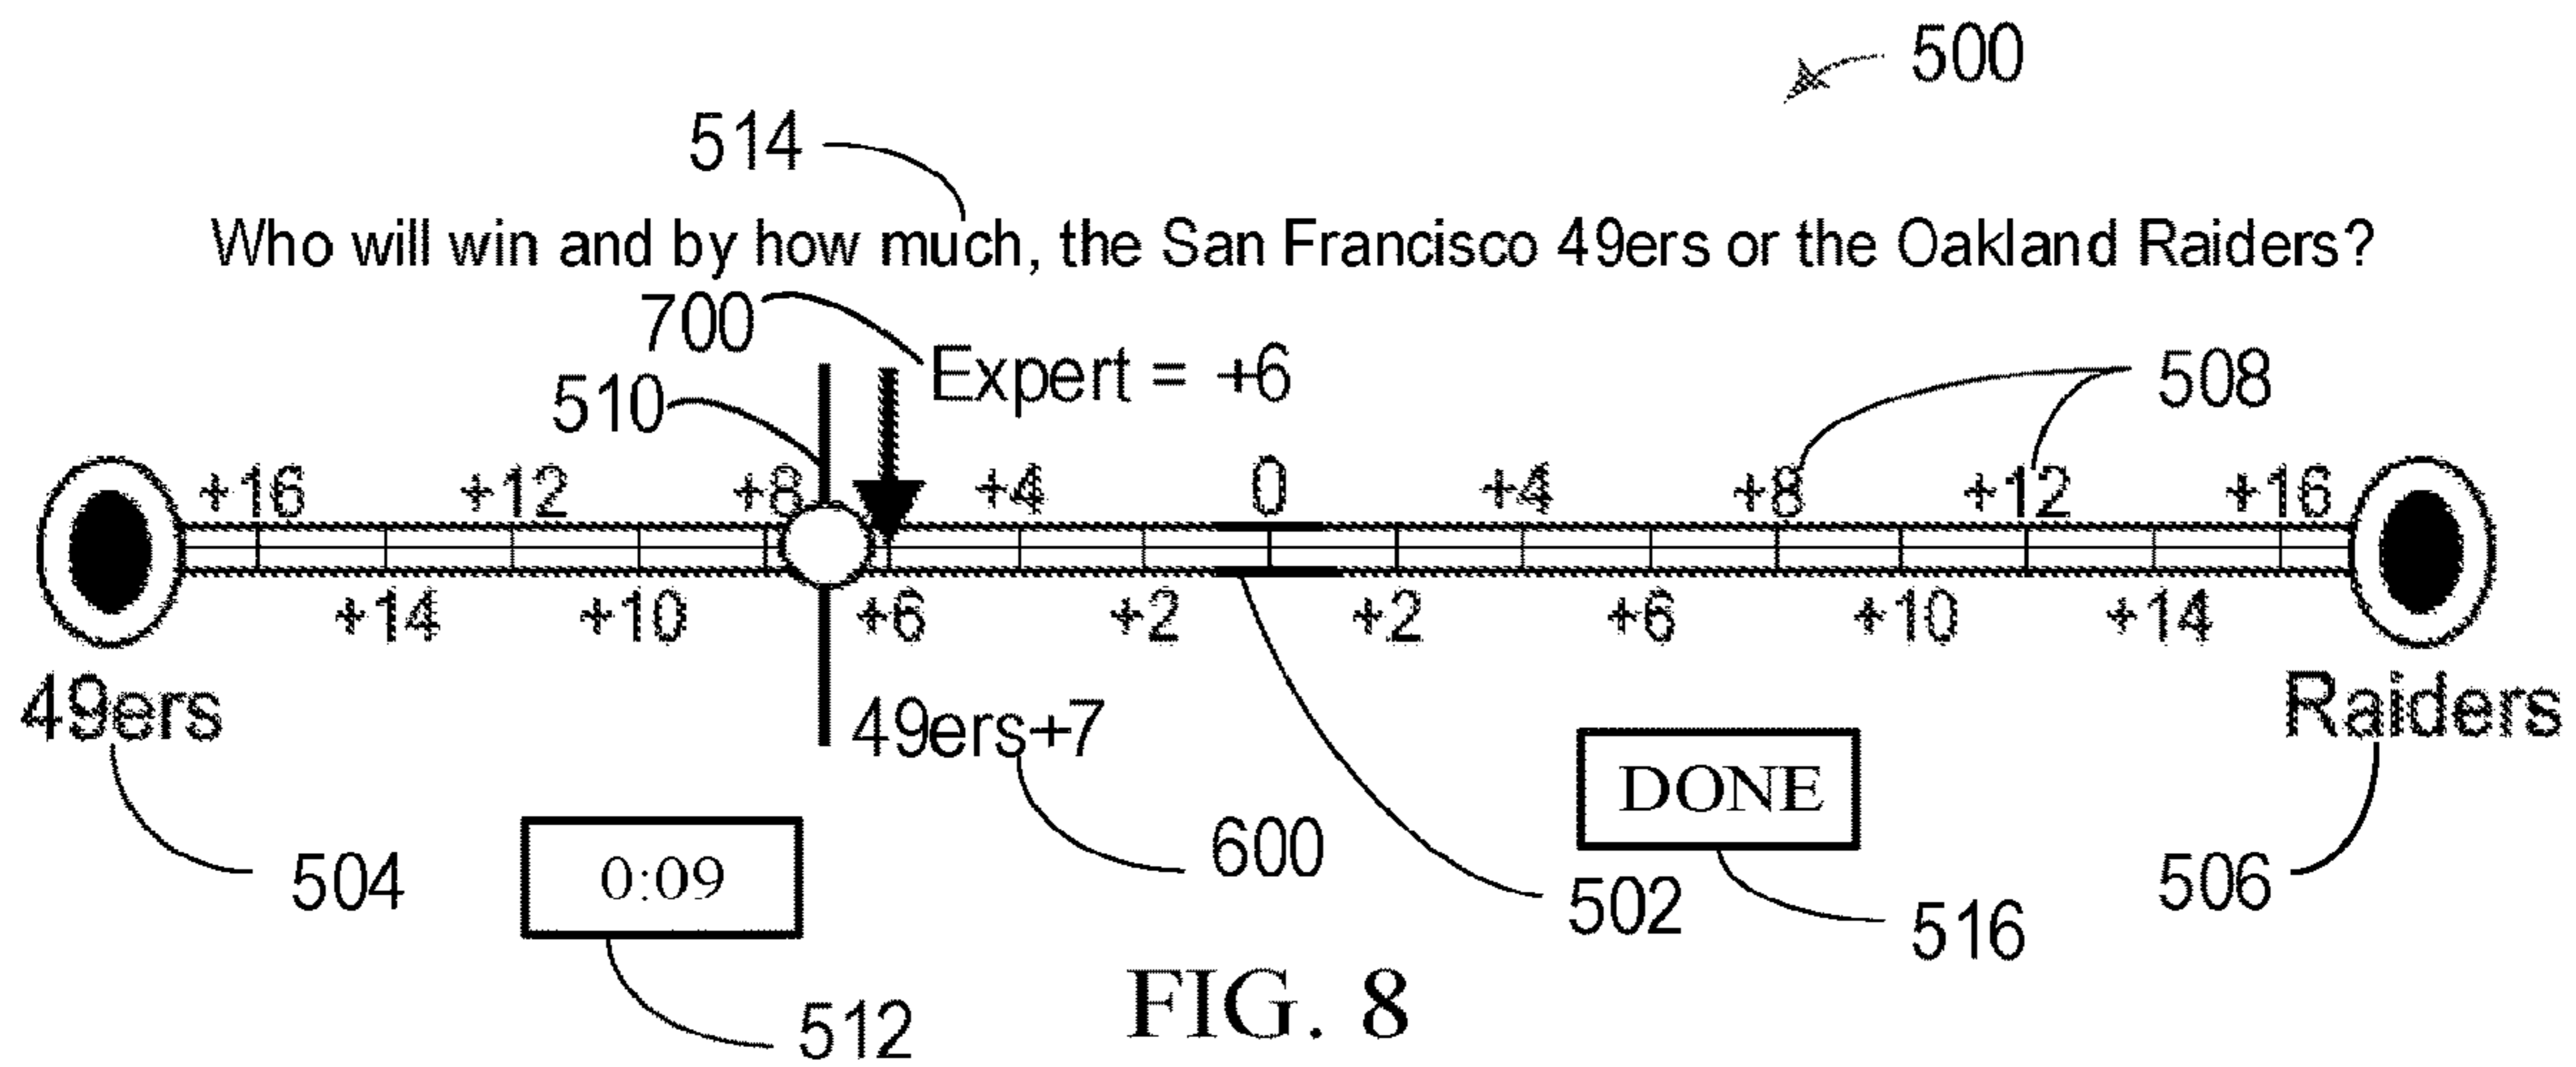 500
514
Who will win and by how much, the San Francisco 49ers or the Oakland Raiders?
700
Expert = +6
510
508
+16 +12 +8 +4 0 +4 +8 +12 +16
+14 +10 +6 +2 +2 +6 +10 +14
49ers
49ers+7
Raiders
DONE
504
0:09
600
502
516
506
512
FIG. 8